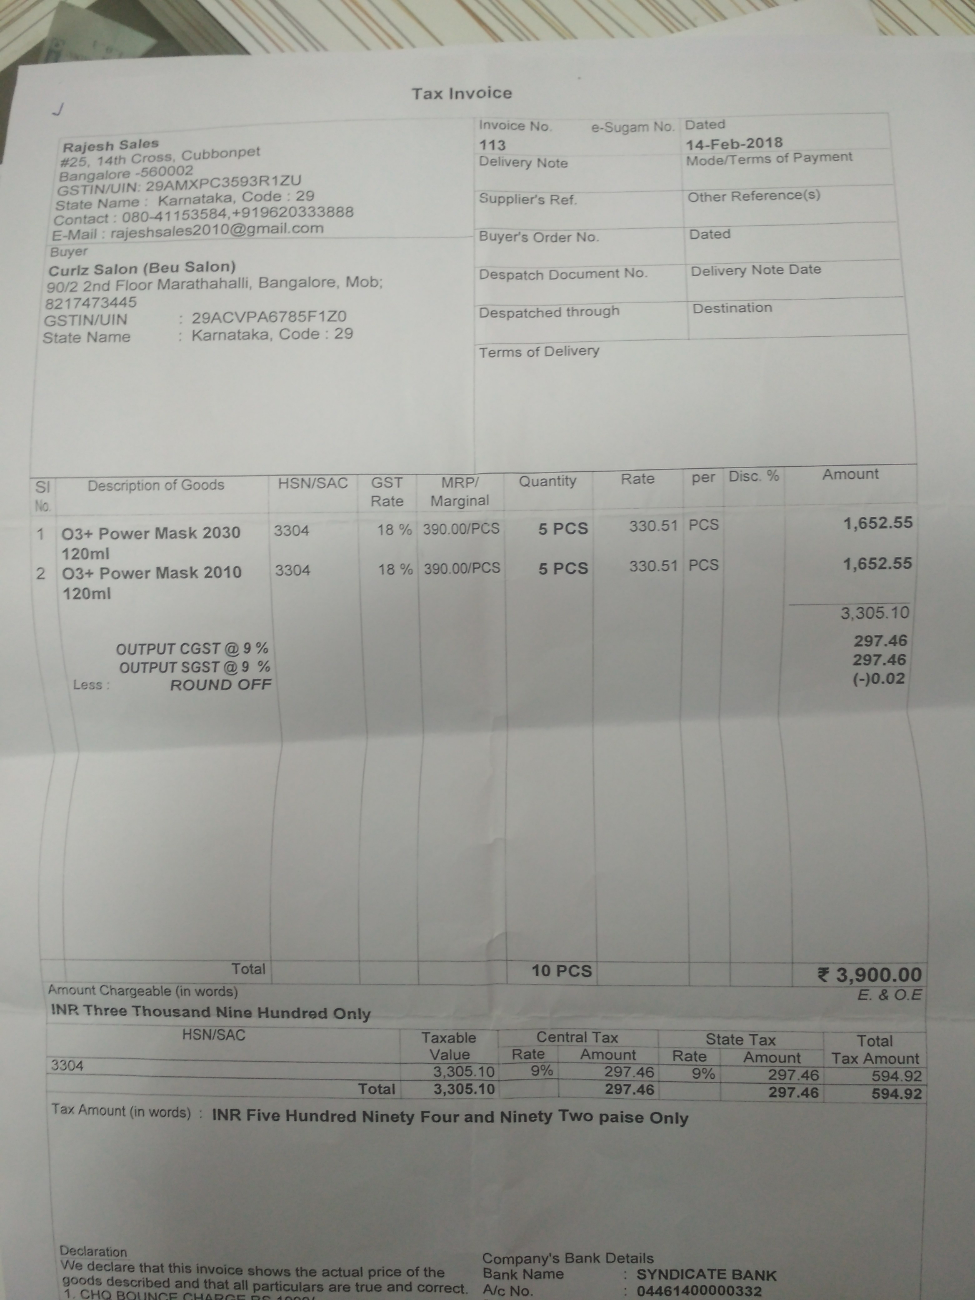 Tax Invoice
Rajesh Sales
#25, 14th Cross, Cubbonpet
Bangalore -560002
GSTIN/UIN: 29AMXPC3593R1ZU
State Name : Karnataka, Code : 29
Contact : 080-41153584,+919620333888
E-Mail : rajeshsales2010@gmail.com
Invoice No. e-Sugam No. Dated
113 14-Feb-2018
Delivery Note Mode/Terms of Payment
Supplier's Ref. Other Reference(s)
Buyer
Curlz Salon (Beu Salon)
90/2 2nd Floor Marathahalli, Bangalore, Mob;
8217473445
GSTIN/UIN : 29ACVPA6785F1Z0
State Name : Karnataka, Code : 29
Buyer's Order No. Dated
Despatch Document No. Delivery Note Date
Despatched through Destination
Terms of Delivery
Sl Description of Goods HSN/SAC GST MRP/ Quantity Rate per Disc. % Amount
No. Rate Marginal
1 O3+ Power Mask 2030 3304 18 % 390.00/PCS 5 PCS 330.51 PCS 1,652.55
120ml
2 O3+ Power Mask 2010 3304 18 % 390.00/PCS 5 PCS 330.51 PCS 1,652.55
120ml
3,305.10
OUTPUT CGST @ 9 % 297.46
OUTPUT SGST @ 9 % 297.46
Less : ROUND OFF (-)0.02
Total 10 PCS ₹ 3,900.00
Amount Chargeable (in words) E. & O.E
INR Three Thousand Nine Hundred Only
HSN/SAC Taxable Central Tax State Tax Total
Value Rate Amount Rate Amount Tax Amount
3304 3,305.10 9% 297.46 9% 297.46 594.92
Total 3,305.10 297.46 297.46 594.92
Tax Amount (in words) : INR Five Hundred Ninety Four and Ninety Two paise Only
Declaration
We declare that this invoice shows the actual price of the
goods described and that all particulars are true and correct.
1. CHQ BOUNCE CHARGE RS
Company's Bank Details
Bank Name : SYNDICATE BANK
A/c No. : 04461400000332